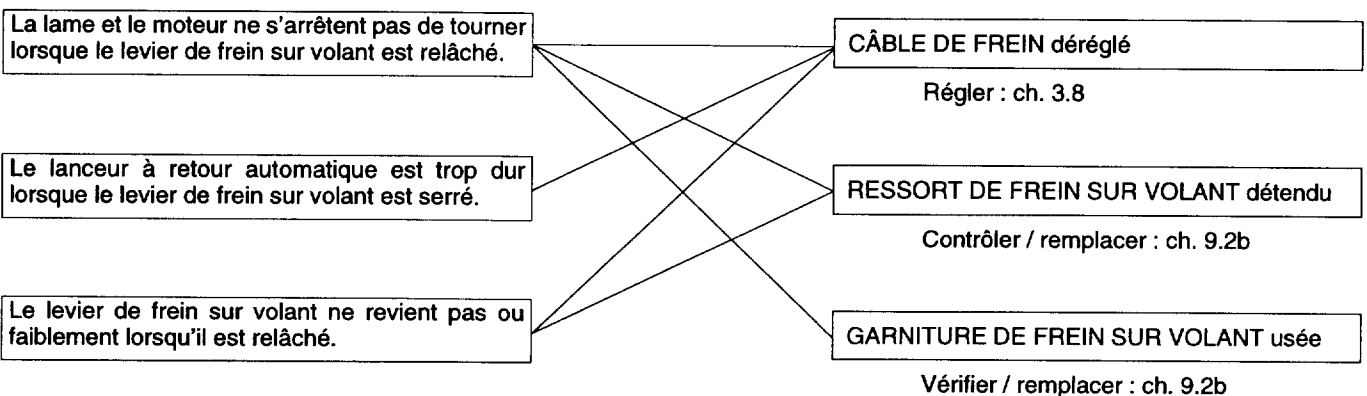 La lame et le moteur ne s'arrêtent pas de tourner
lorsque le levier de frein sur volant est relâché.
CÂBLE DE FREIN déréglé
Régler : ch. 3.8
Le lanceur à retour automatique est trop dur
lorsque le levier de frein sur volant est serré.
RESSORT DE FREIN SUR VOLANT détendu
Contrôler / remplacer : ch. 9.2b
Le levier de frein sur volant ne revient pas ou
faiblement lorsqu'il est relâché.
GARNITURE DE FREIN SUR VOLANT usée
Vérifier / remplacer : ch. 9.2b